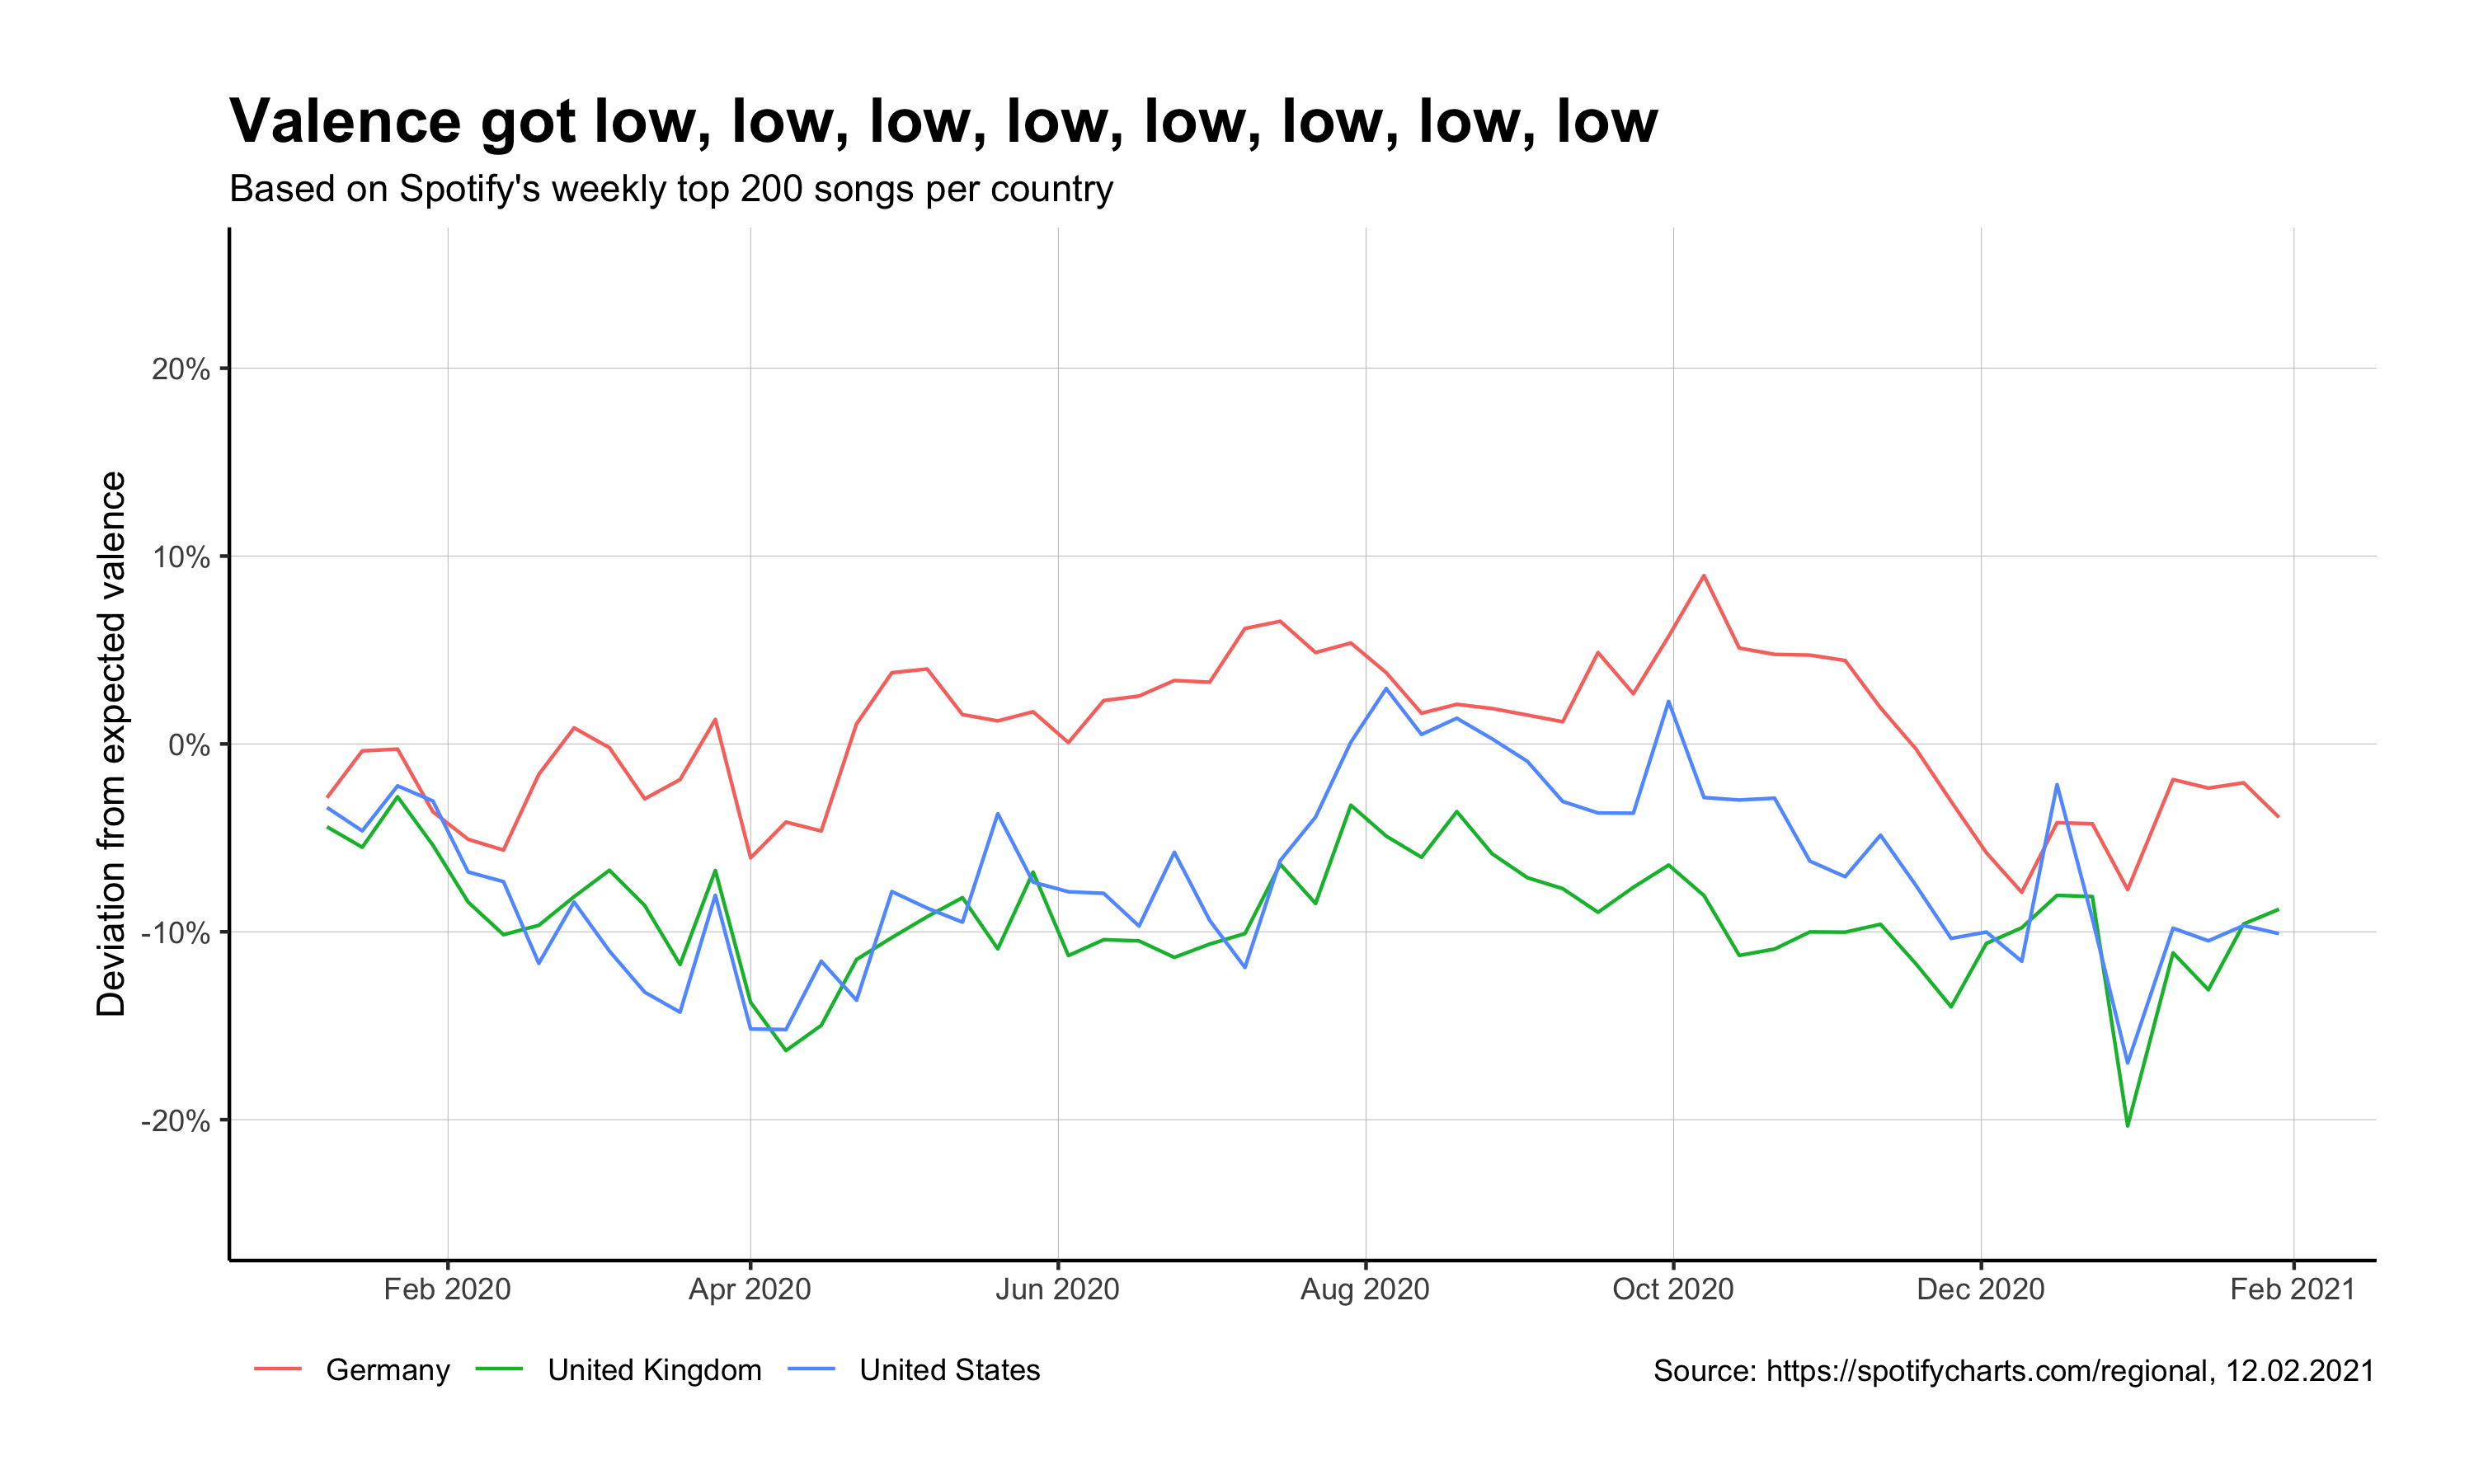 Valence got low, low, low, low, low, low, low, low
Based on Spotify's weekly top 200 songs per country
Deviation from expected valence
20%
10%
0%
-10%
-20%
Feb 2020 Apr 2020 Jun 2020 Aug 2020 Oct 2020 Dec 2020 Feb 2021
Germany United Kingdom United States
Source: https://spotifycharts.com/regional, 12.02.2021